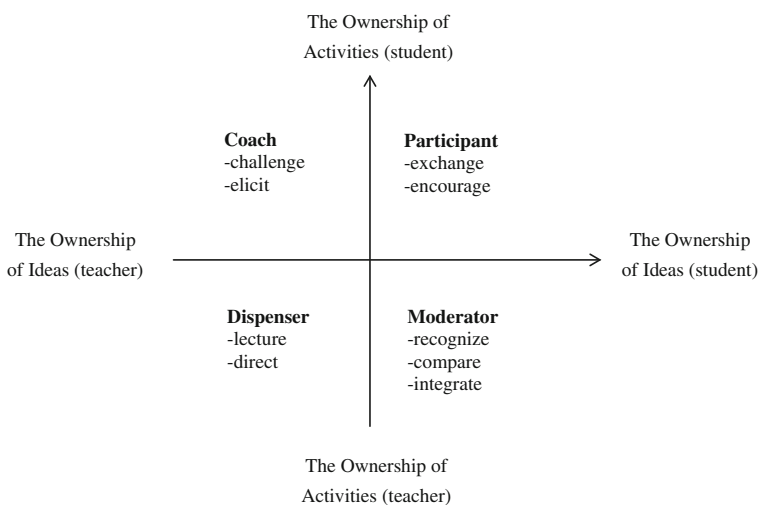 The Ownership of
Activities (student)
Coach
-challenge
-elicit
Participant
-exchange
-encourage
The Ownership
of Ideas (teacher)
The Ownership
of Ideas (student)
Dispenser
-lecture
-direct
Moderator
-recognize
-compare
-integrate
The Ownership of
Activities (teacher)